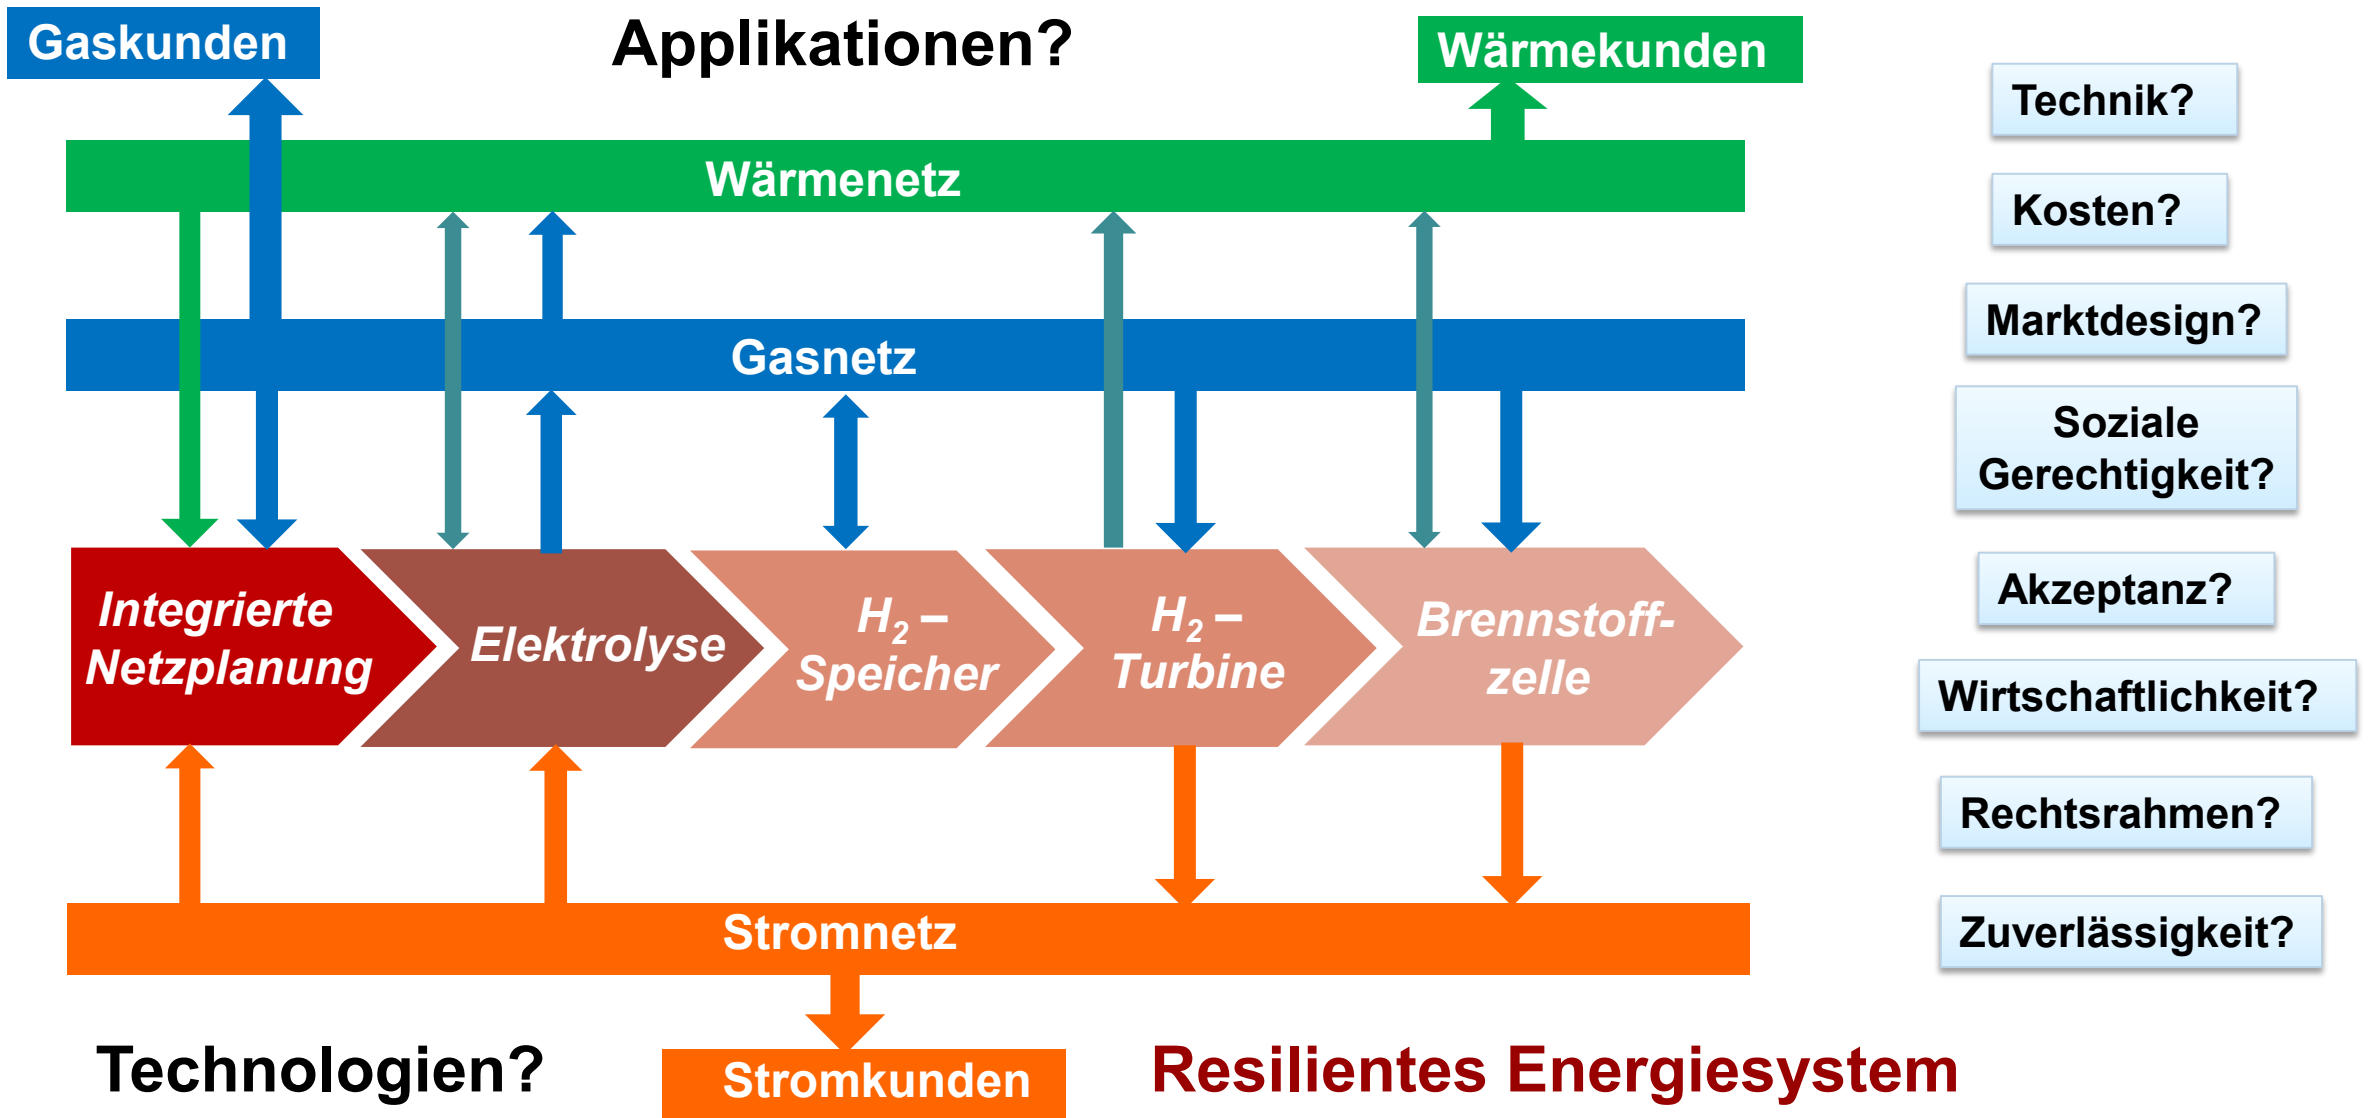 Gaskunden
Applikationen?
Wärmekunden
Wärmenetz
Gasnetz
Integrierte
Netzplanung
Elektrolyse
H₂ –
Speicher
H₂ –
Turbine
Brennstoff-
zelle
Stromnetz
Stromkunden
Technologien?
Resilientes Energiesystem
Technik?
Kosten?
Marktdesign?
Soziale
Gerechtigkeit?
Akzeptanz?
Wirtschaftlichkeit?
Rechtsrahmen?
Zuverlässigkeit?